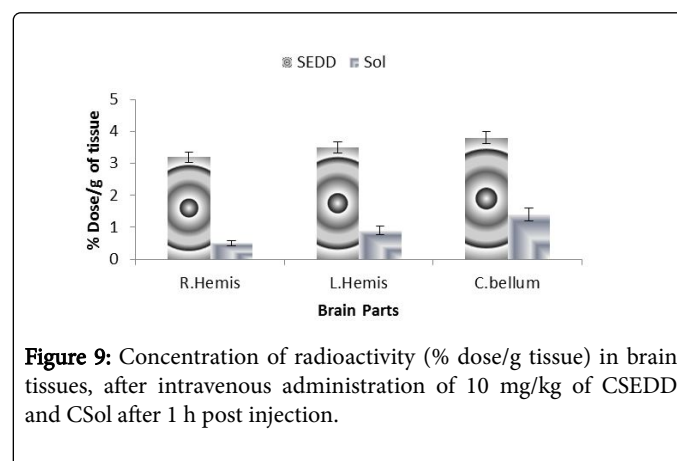 SEDD Sol
5
4
3
2
1
0
% Dose/g of tissue
R.Hemis L.Hemis C.bellum
Brain Parts
Figure 9: Concentration of radioactivity (% dose/g tissue) in brain
tissues, after intravenous administration of 10 mg/kg of CSEDD
and CSol after 1 h post injection.